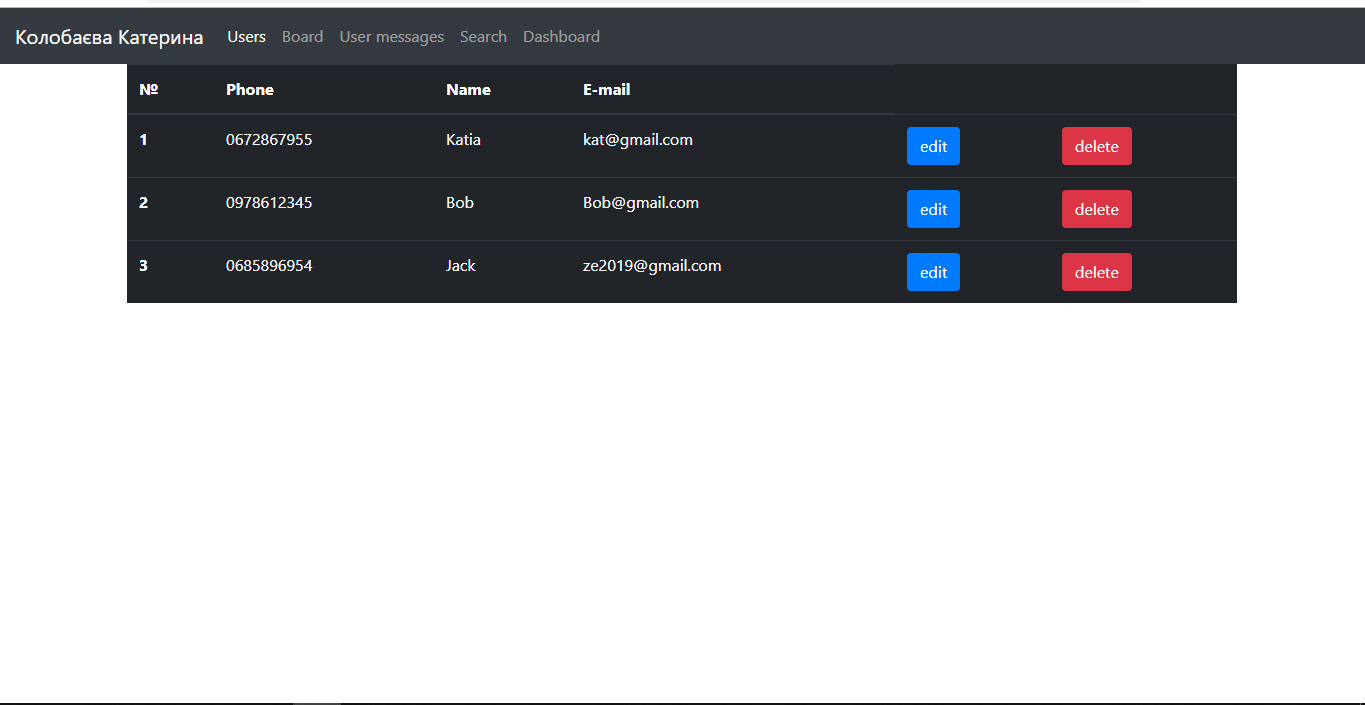 Колобаєва Катерина Users Board User messages Search Dashboard
№ Phone Name E-mail
1 0672867955 Katia kat@gmail.com edit delete
2 0978612345 Bob Bob@gmail.com edit delete
3 0685896954 Jack ze2019@gmail.com edit delete